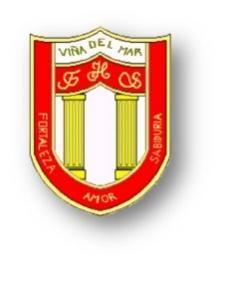 VIÑA DEL MAR
F H S
FORTALEZA
AMOR
SABIDURIA